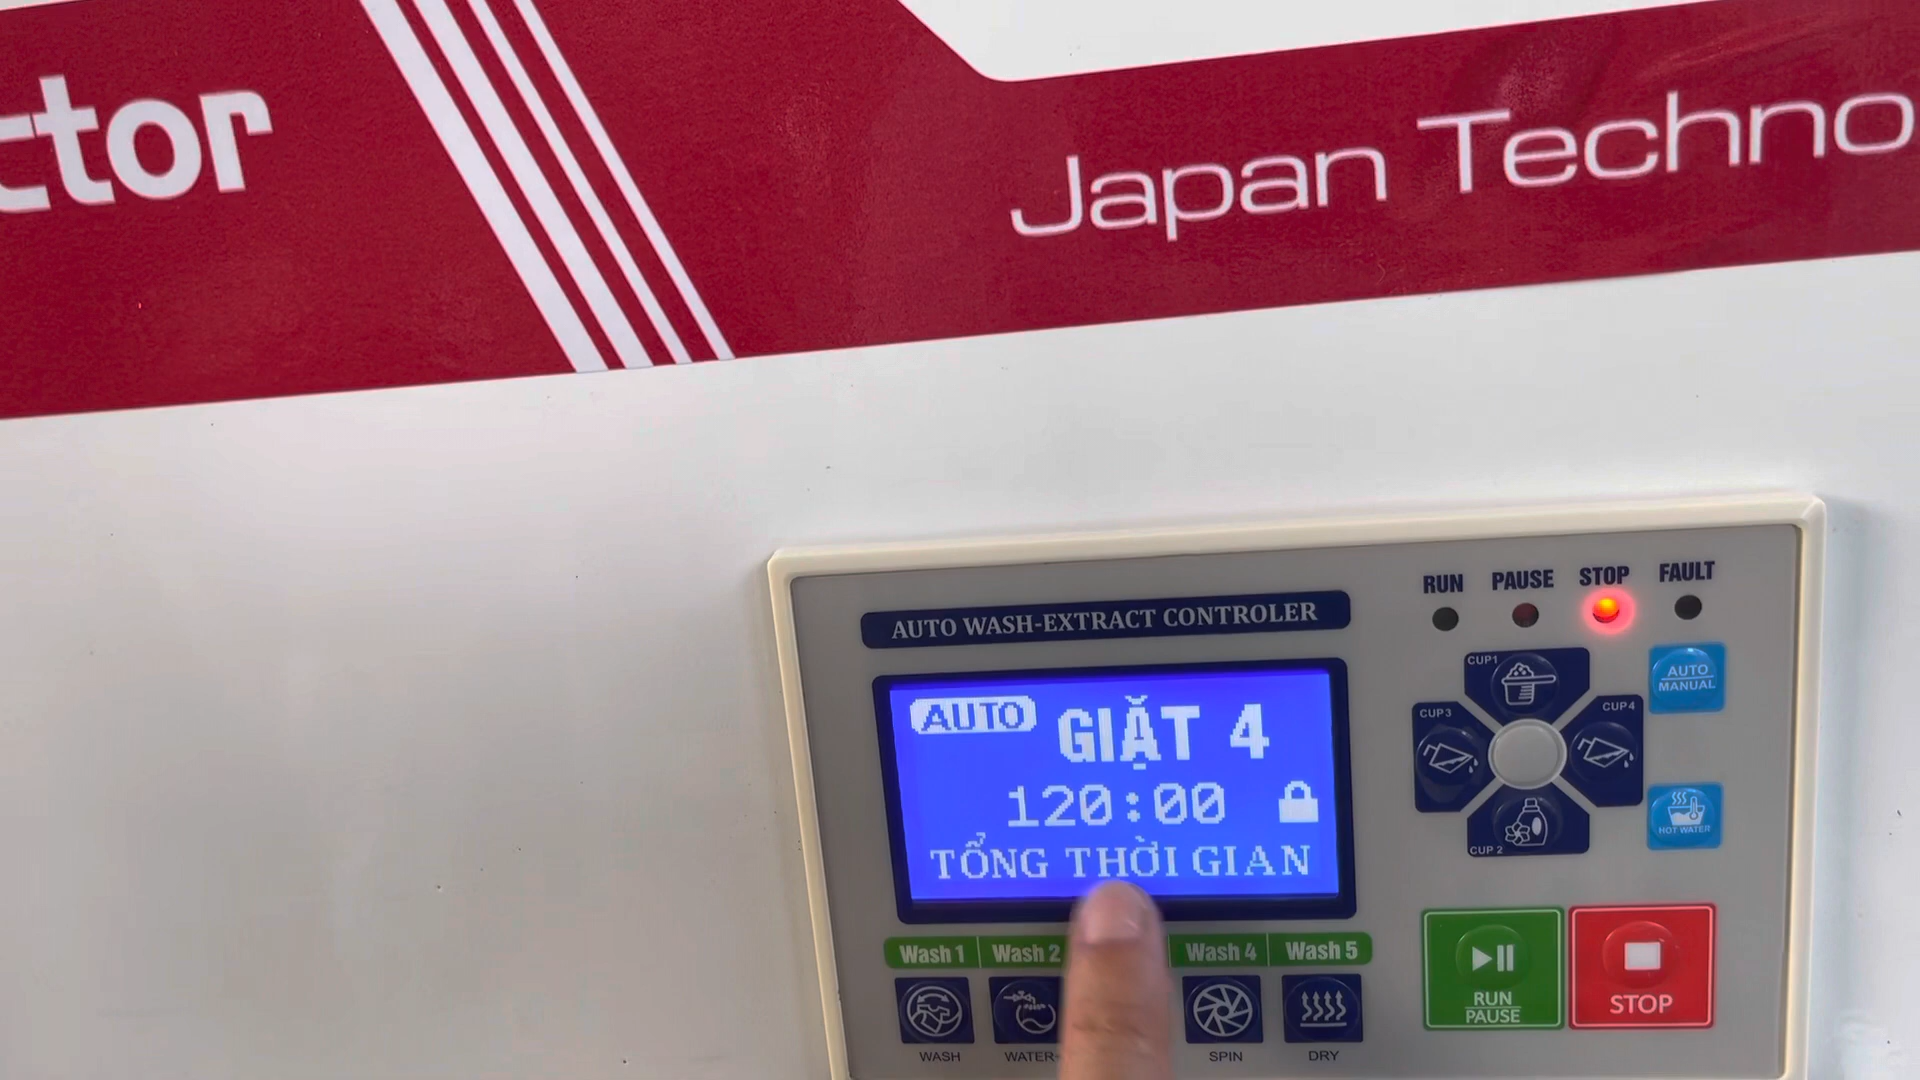 ctor
Japan Techno
AUTO WASH-EXTRACT CONTROLER
RUN PAUSE STOP FAULT
AUTO GIẶT 4
120:00
TỔNG THỜI GIAN
CUP1
CUP3
CUP4
CUP 2
AUTO
MANUAL
HOT WATER
Wash 1 Wash 2 Wash 4 Wash 5
WASH WATER- SPIN DRY
RUN
PAUSE
STOP